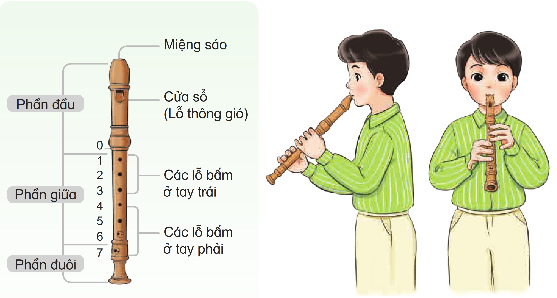 Miệng sáo
Phần đầu
Cửa sổ
(Lỗ thông gió)
0
1
2
3
Các lỗ bấm
ở tay trái
Phần giữa
4
5
6
7
Các lỗ bấm
ở tay phải
Phần đuôi